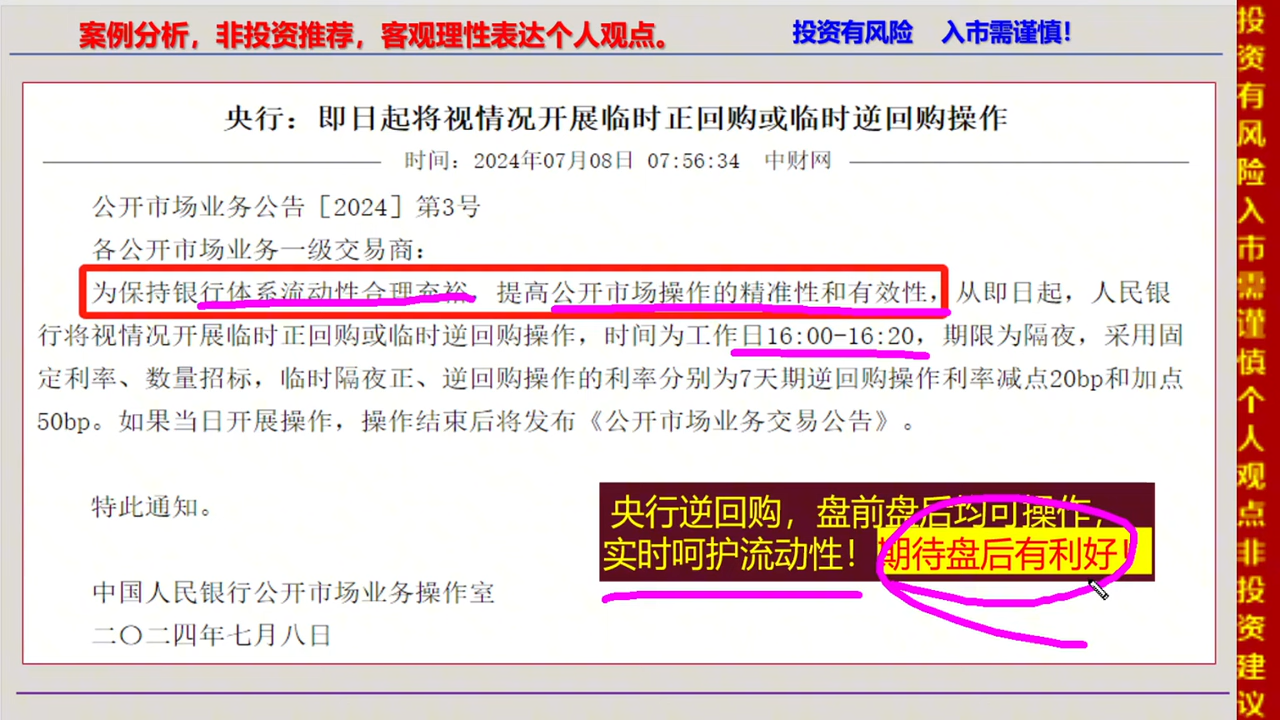 案例分析，非投资推荐，客观理性表达个人观点。
投资有风险 入市需谨慎！
央行：即日起将视情况开展临时正回购或临时逆回购操作
时间：2024年07月08日 07:56:34 中财网
公开市场业务公告［2024］第3号
各公开市场业务一级交易商：
为保持银行体系流动性合理充裕，提高公开市场操作的精准性和有效性，从即日起，人民银
行将视情况开展临时正回购或临时逆回购操作，时间为工作日16:00-16:20，期限为隔夜，采用固
定利率、数量招标，临时隔夜正、逆回购操作的利率分别为7天期逆回购操作利率减点20bp和加点
50bp。如果当日开展操作，操作结束后将发布《公开市场业务交易公告》。
特此通知。
央行逆回购，盘前盘后均可操作，
实时呵护流动性！期待盘后有利好！
中国人民银行公开市场业务操作室
二〇二四年七月八日
投资有风险入市需谨慎个人观点非投资建议